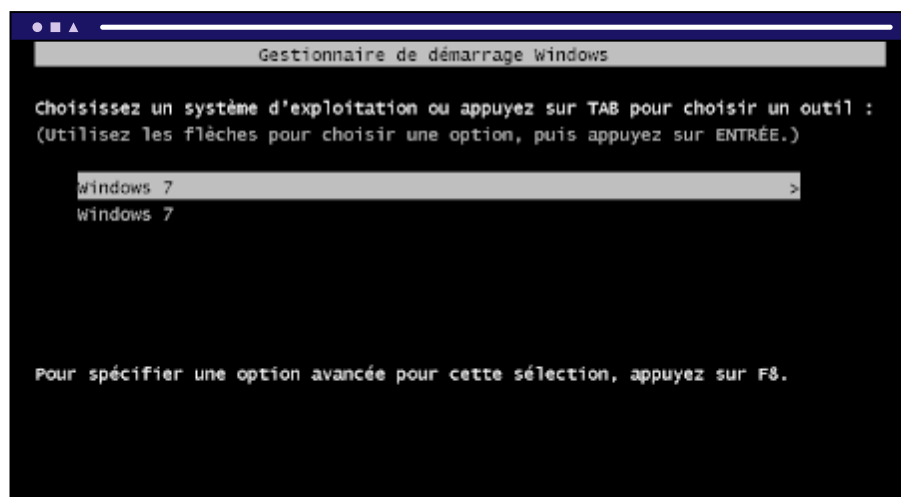 Gestionnaire de démarrage Windows
Choisissez un système d'exploitation ou appuyez sur TAB pour choisir un outil :
(Utilisez les flèches pour choisir une option, puis appuyez sur ENTRÉE.)
Windows 7 >
Windows 7
Pour spécifier une option avancée pour cette sélection, appuyez sur F8.